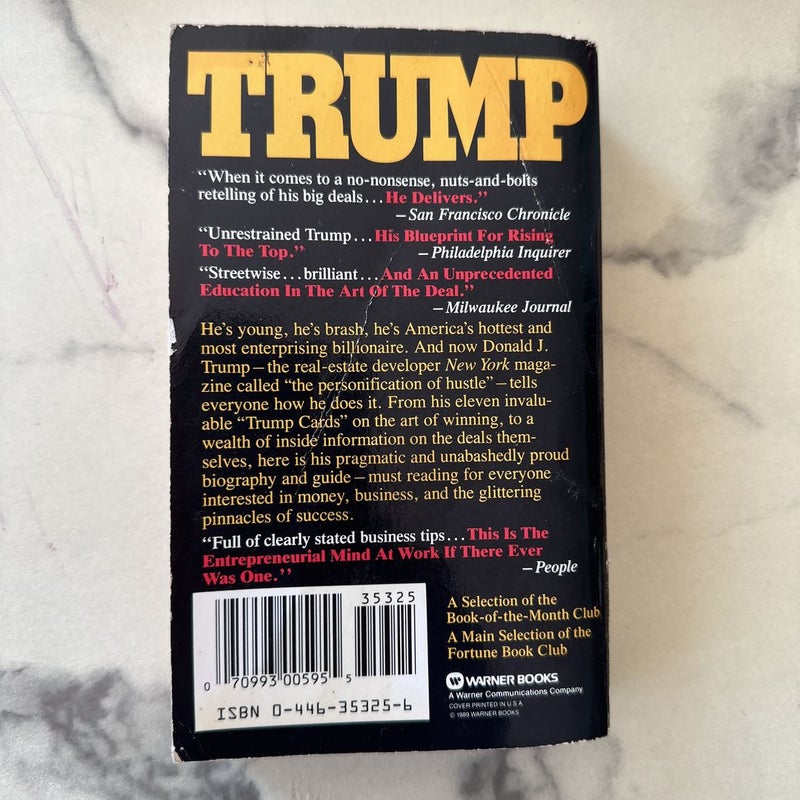 TRUMP
“When it comes to a no-nonsense, nuts-and-bolts
retelling of his big deals...He Delivers.”
—San Francisco Chronicle
“Unrestrained Trump...His Blueprint For Rising
To The Top.”
—Philadelphia Inquirer
“Streetwise...brilliant...And An Unprecedented
Education In The Art Of The Deal.”
—Milwaukee Journal
He’s young, he’s brash, he’s America’s hottest and
most enterprising billionaire. And now Donald J.
Trump—the real-estate developer New York maga-
zine called “the personification of hustle”—tells
everyone how he does it. From his eleven invalu-
able “Trump Cards” on the art of winning, to a
wealth of inside information on the deals them-
selves, here is his pragmatic and unabashedly proud
biography and guide—must reading for everyone
interested in money, business, and the glittering
pinnacles of success.
“Full of clearly stated business tips...This Is The
Entrepreneurial Mind At Work If There Ever
Was One.”
—People
35325
0 70993 00595 5
ISBN 0-446-35325-6
A Selection of the
Book-of-the-Month Club
A Main Selection of the
Fortune Book Club
W WARNER BOOKS
A Warner Communications Company
COVER PRINTED IN U S A
© 1989 WARNER BOOKS